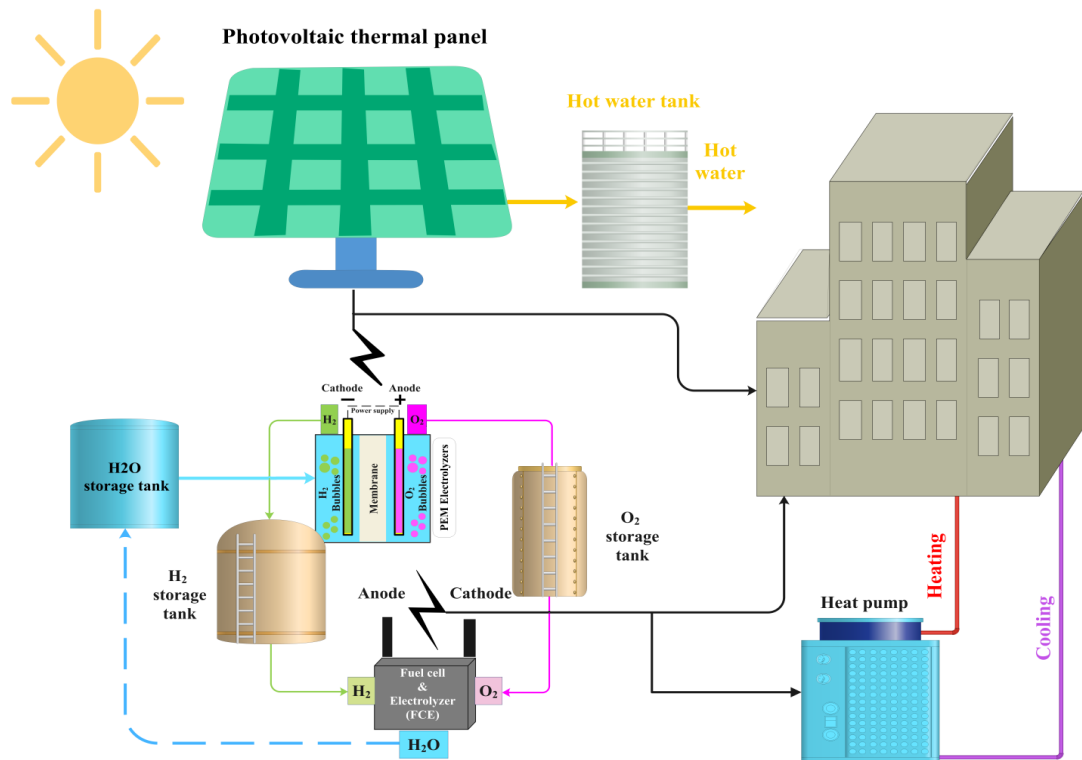 Photovoltaic thermal panel
Hot water tank
Hot
water
Cathode
Anode
−
+
Power supply
H₂
O₂
H2O
storage tank
H₂
Bubbles
Membrane
O₂
Bubbles
PEM Electrolyzers
O₂
storage
tank
H₂
storage
tank
Anode
Cathode
Heat pump
Heating
Cooling
Fuel cell
&
Electrolyzer
(FCE)
H₂
O₂
H₂O